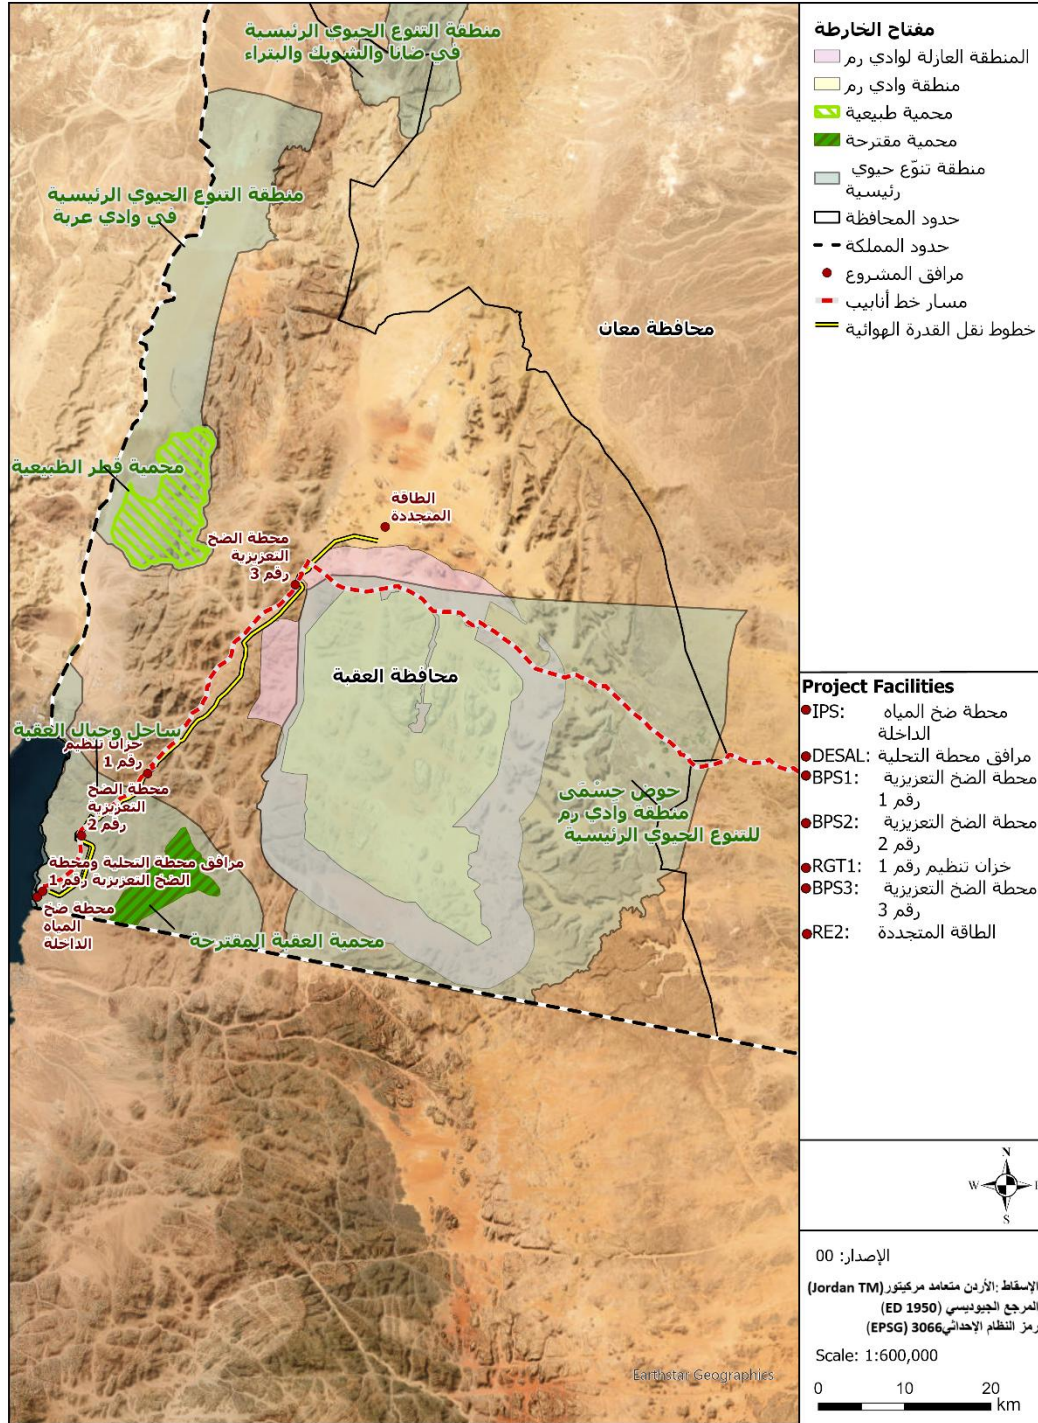 منطقة التنوع الحيوي الرئيسية
في ضانا والشوبك والبتراء
منطقة التنوع الحيوي الرئيسية
في وادي عربة
محافظة معان
محمية قطر الطبيعية
الطاقة
المتجددة
محطة الضخ
التعزيزية
رقم 3
محافظة العقبة
ساحل وجبال العقبة
خزان تنظيم
رقم 1
محطة الضخ
التعزيزية
رقم 2
حوض حِسْمَى
منطقة وادي رم
للتنوع الحيوي الرئيسية
مرافق محطة التحلية ومحطة
الضخ التعزيزية رقم 1
محطة ضخ
المياه
الداخلة
محمية العقبة المقترحة
Earthstar Geographics
مفتاح الخارطة
المنطقة العازلة لوادي رم
منطقة وادي رم
محمية طبيعية
محمية مقترحة
منطقة تنوّع حيوي
رئيسية
حدود المحافظة
حدود المملكة
مرافق المشروع
مسار خط أنابيب
خطوط نقل القدرة الهوائية
Project Facilities
IPS: محطة ضخ المياه
الداخلة
DESAL: مرافق محطة التحلية
BPS1: محطة الضخ التعزيزية
رقم 1
BPS2: محطة الضخ التعزيزية
رقم 2
RGT1: خزان تنظيم رقم 1
BPS3: محطة الضخ التعزيزية
رقم 3
RE2: الطاقة المتجددة
N
W E
S
الإصدار: 00
الإسقاط :الأردن متعامد مركيتور(Jordan TM)
المرجع الجيوديسي (ED 1950)
رمز النظام الإحداثي3066 (EPSG)
Scale: 1:600,000
0 10 20
km